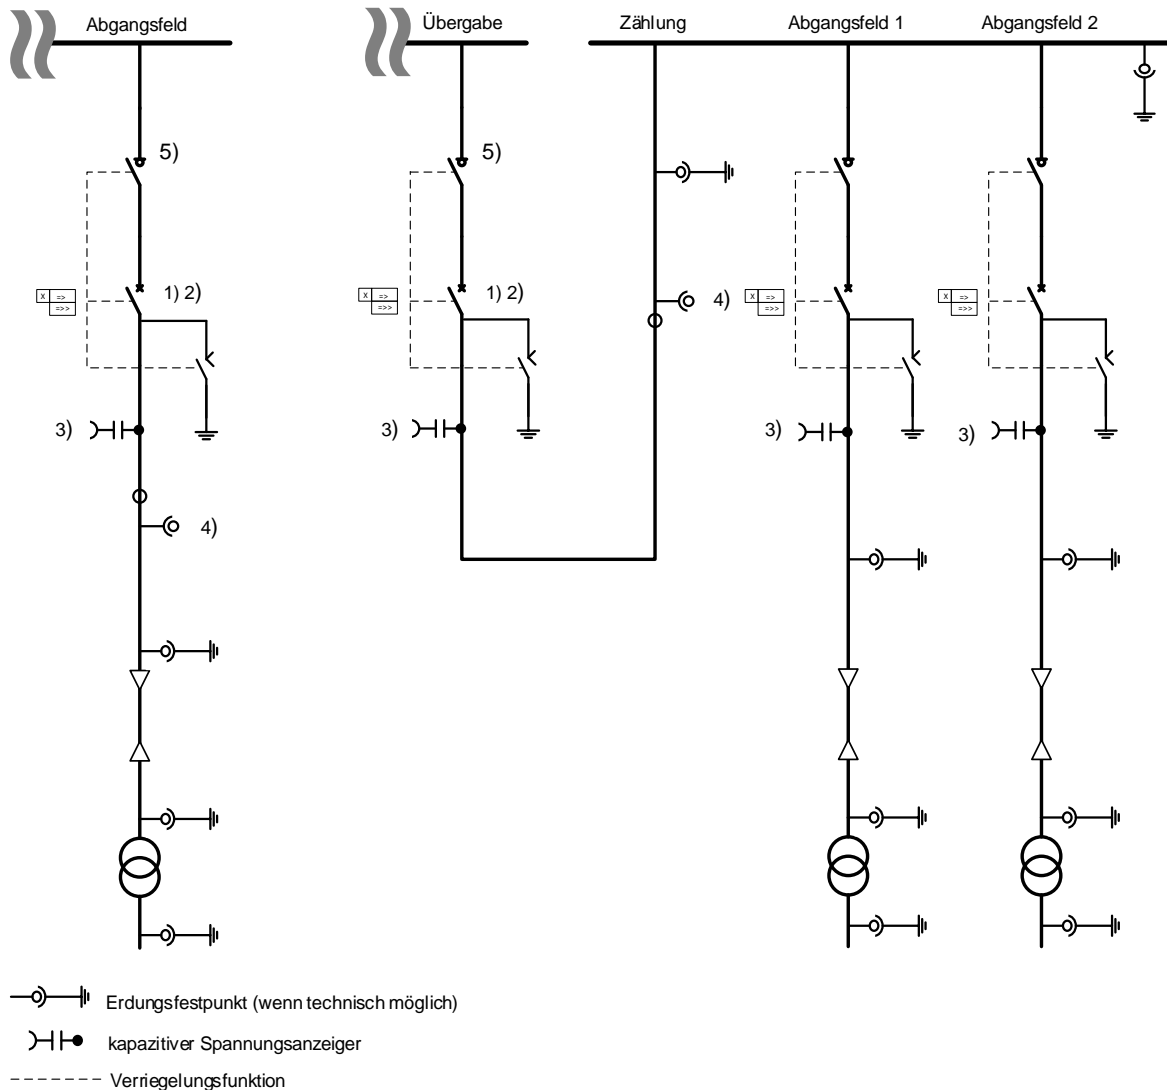 Abgangsfeld
Übergabe
Zählung
Abgangsfeld 1
Abgangsfeld 2
5)
5)
X =>
=>>
1) 2)
X =>
=>>
1) 2)
4)
X =>
=>>
X =>
=>>
3)
3)
3)
3)
4)
Erdungsfestpunkt (wenn technisch möglich)
kapazitiver Spannungsanzeiger
Verriegelungsfunktion